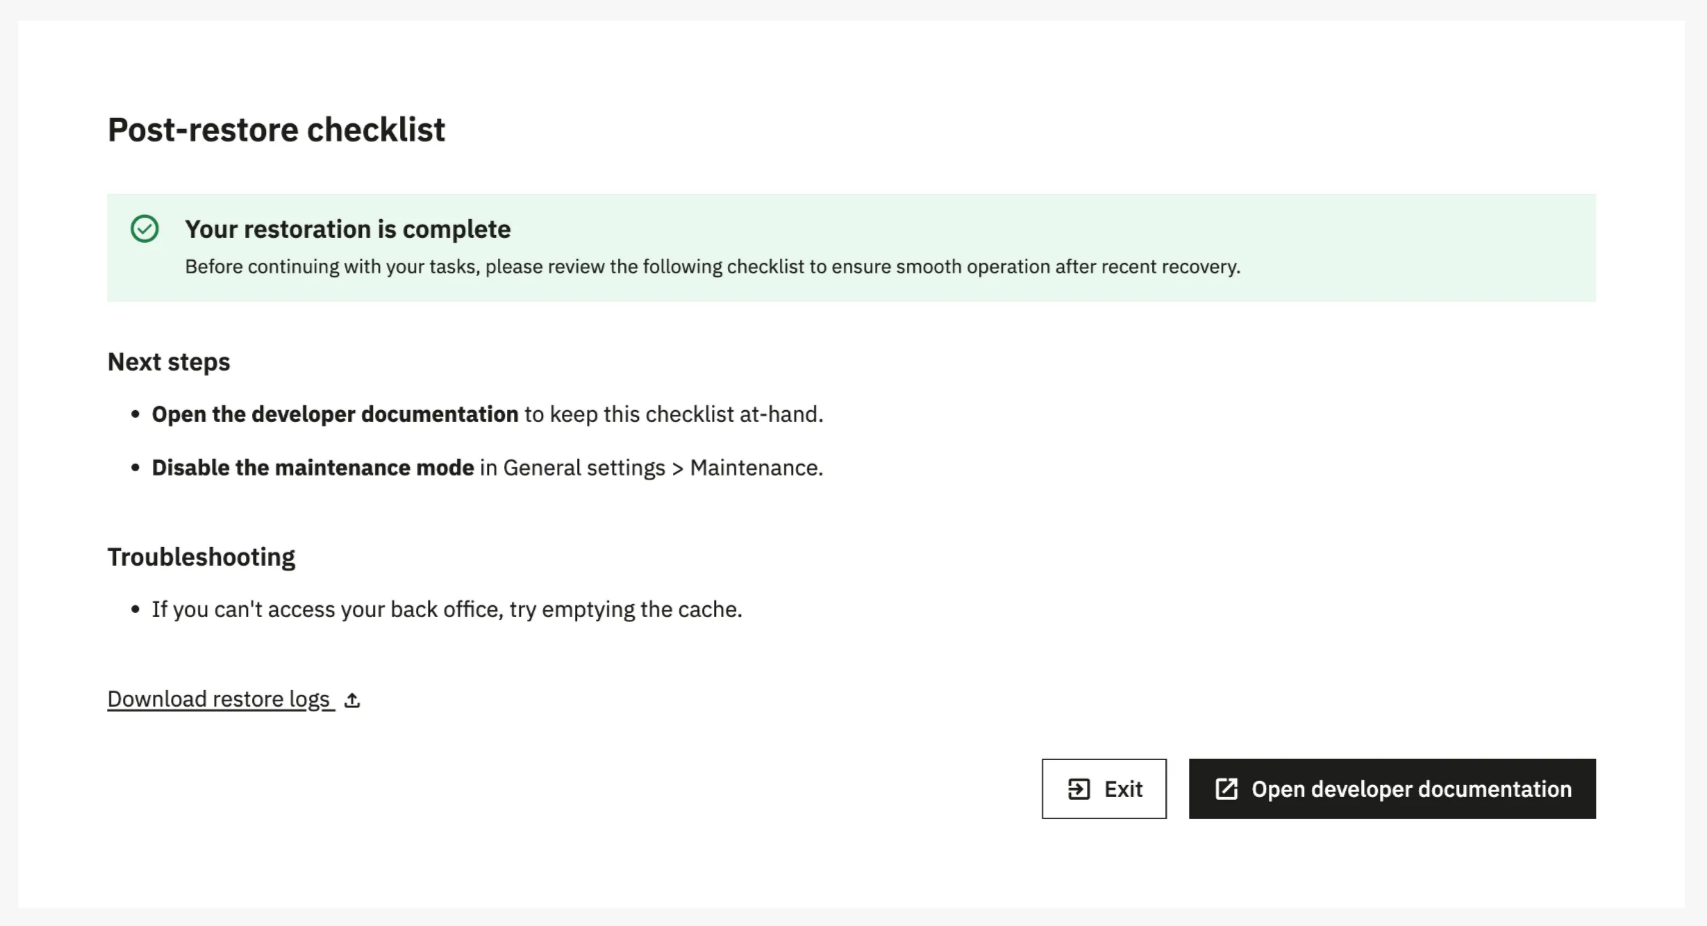 Post-restore checklist
Your restoration is complete
Before continuing with your tasks, please review the following checklist to ensure smooth operation after recent recovery.
Next steps
• Open the developer documentation to keep this checklist at-hand.
• Disable the maintenance mode in General settings > Maintenance.
Troubleshooting
• If you can't access your back office, try emptying the cache.
Download restore logs
Exit
Open developer documentation